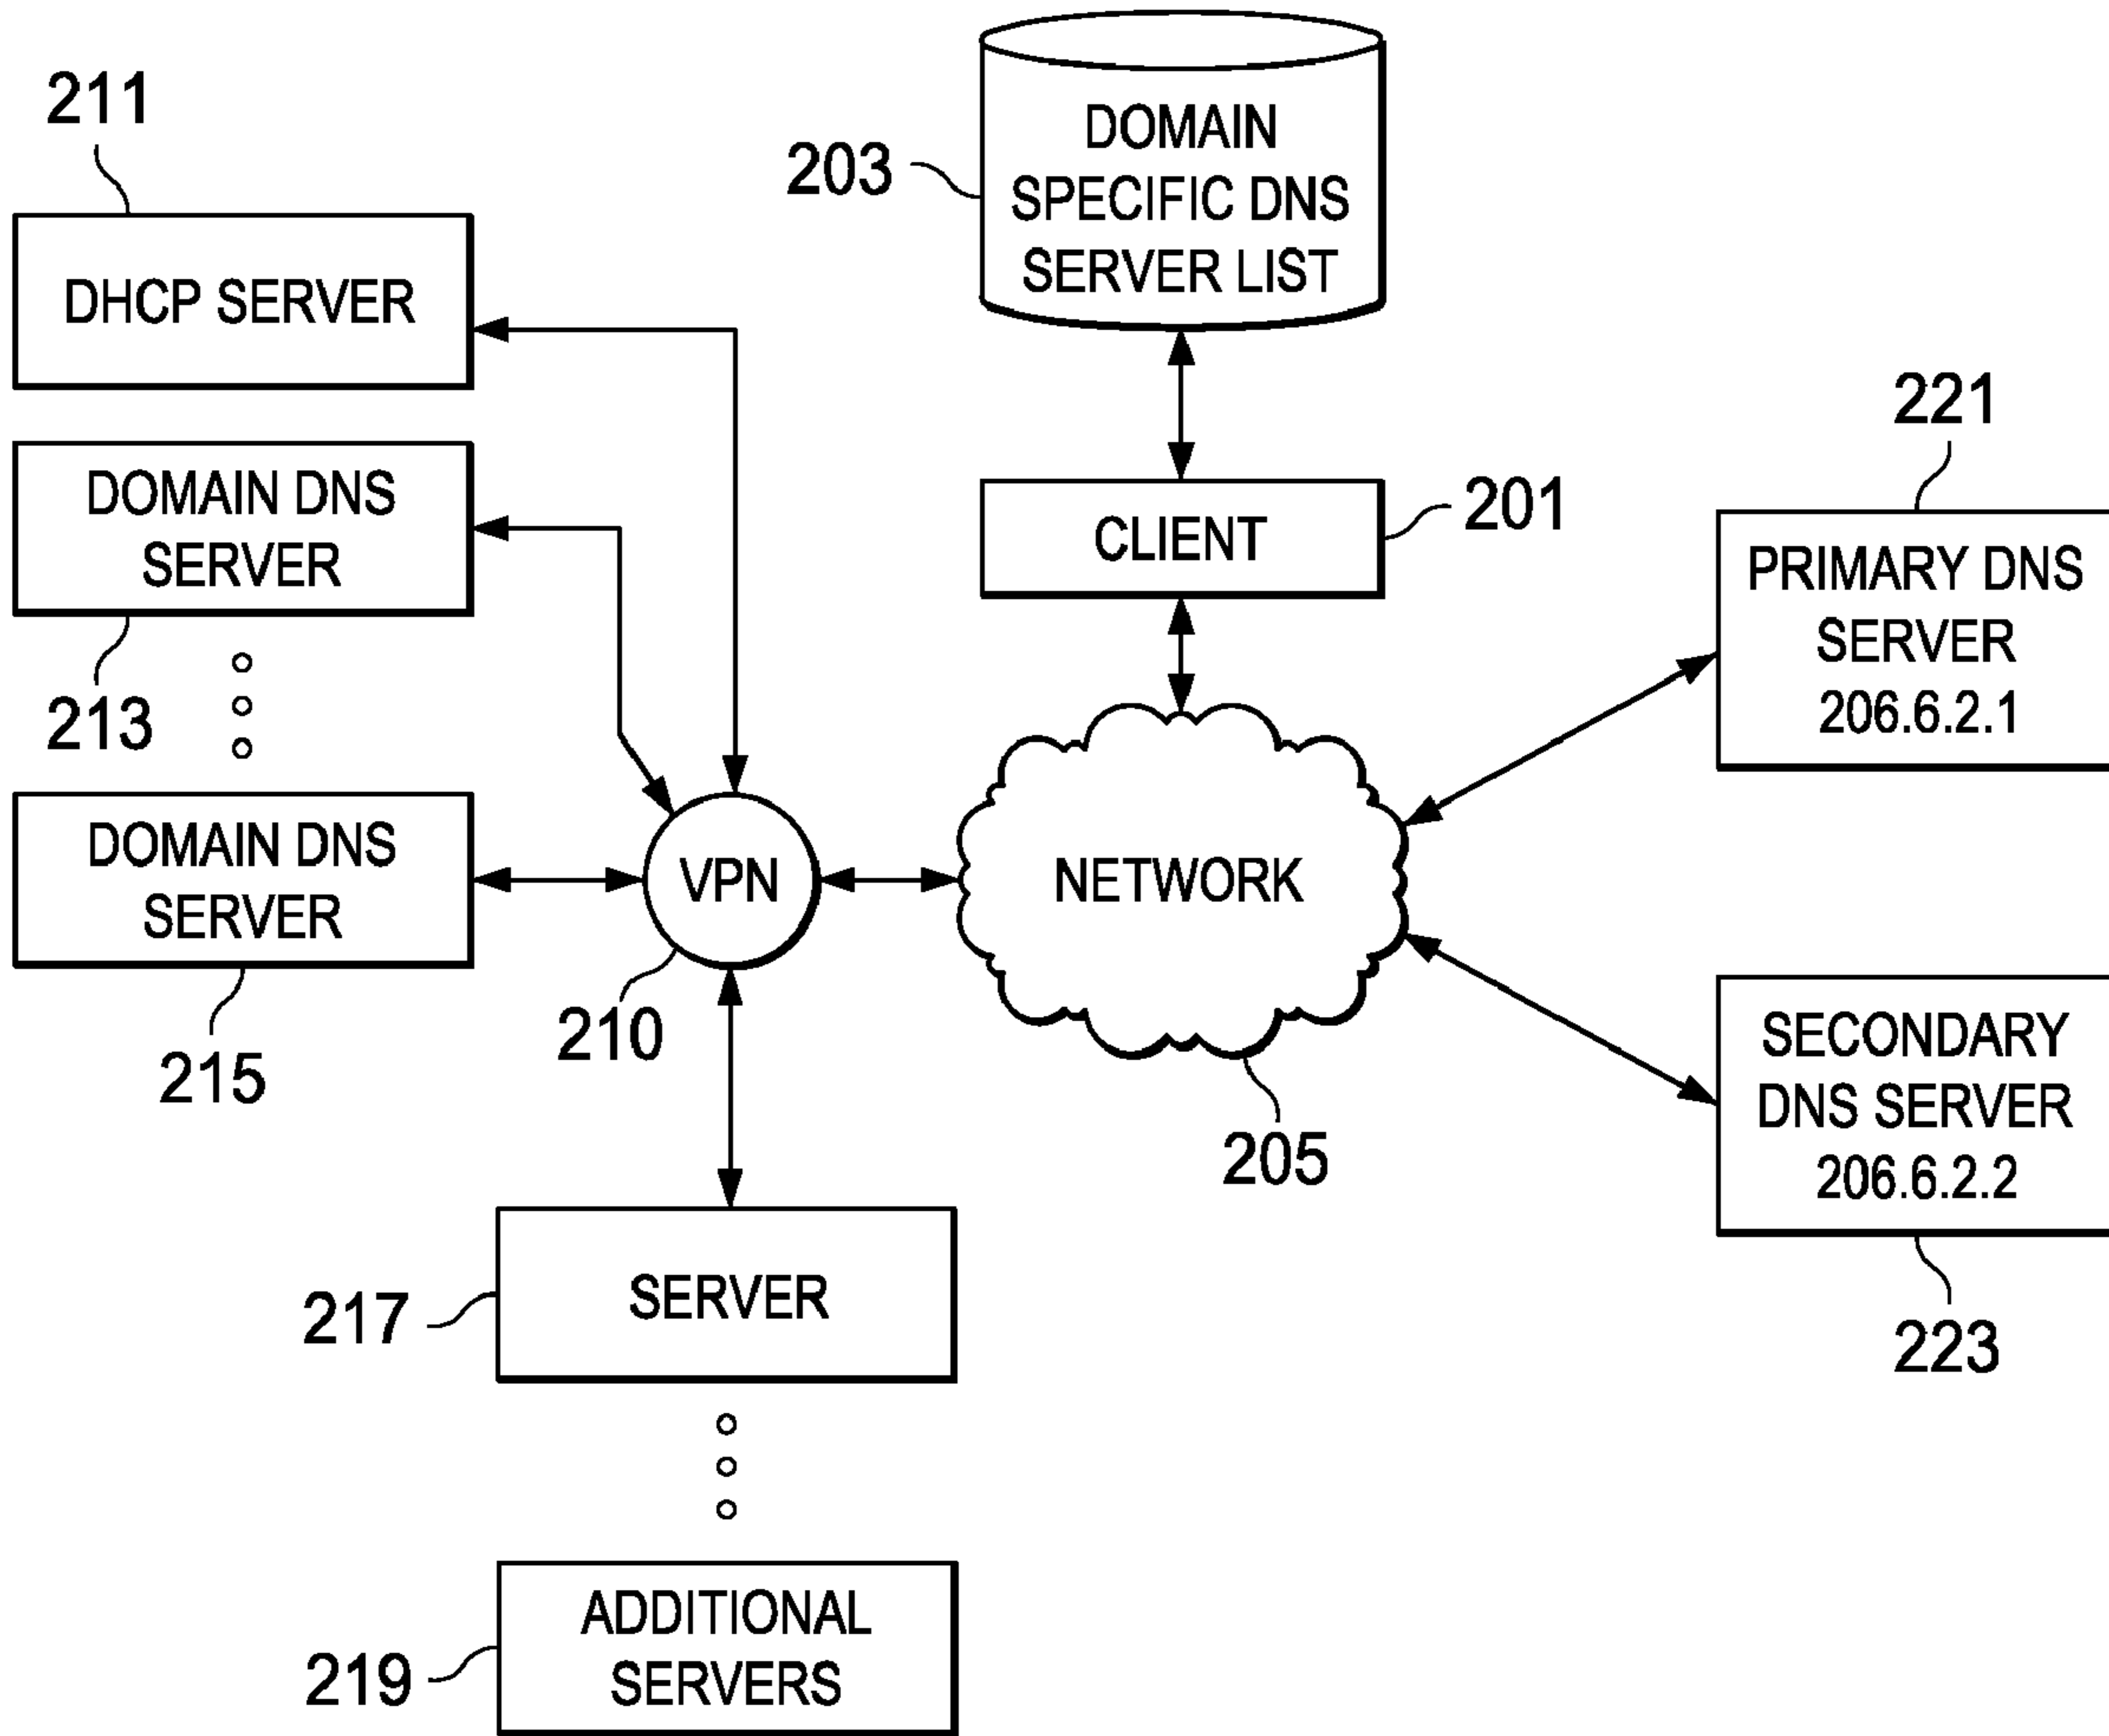 211
DHCP SERVER
203
DOMAIN
SPECIFIC DNS
SERVER LIST
DOMAIN DNS
SERVER
213
CLIENT
201
221
PRIMARY DNS
SERVER
206.6.2.1
DOMAIN DNS
SERVER
215
VPN
210
NETWORK
205
SECONDARY
DNS SERVER
206.6.2.2
223
217
SERVER
219
ADDITIONAL
SERVERS